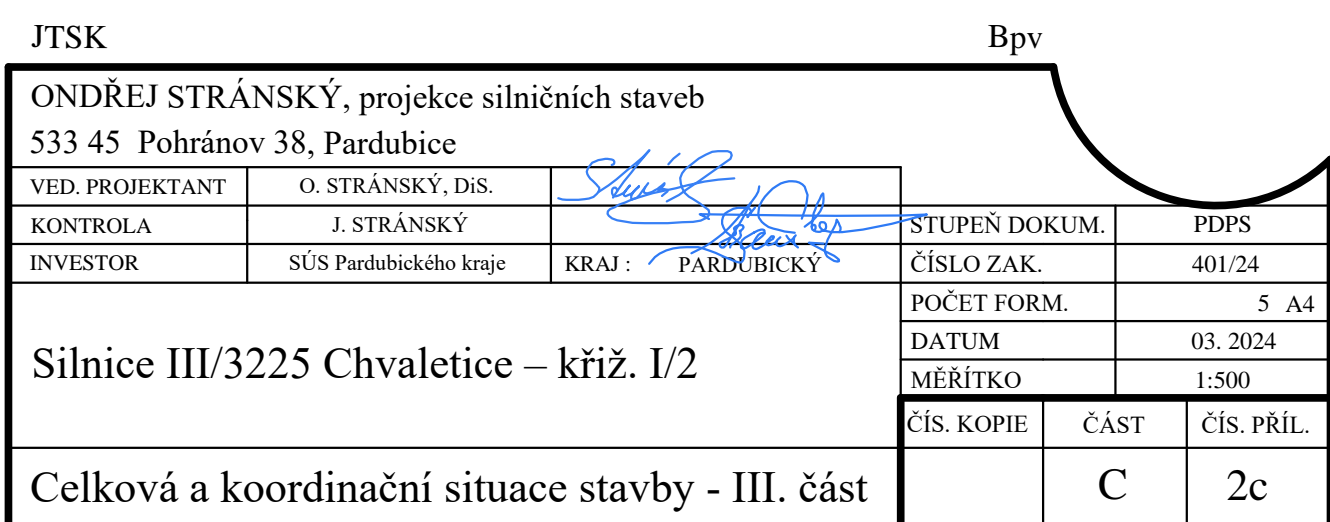 JTSK Bpv
ONDŘEJ STRÁNSKÝ, projekce silničních staveb
533 45 Pohránov 38, Pardubice
VED. PROJEKTANT O. STRÁNSKÝ, DiS.
KONTROLA J. STRÁNSKÝ STUPEŇ DOKUM. PDPS
INVESTOR SÚS Pardubického kraje KRAJ : PARDUBICKÝ ČÍSLO ZAK. 401/24
POČET FORM. 5 A4
DATUM 03. 2024
Silnice III/3225 Chvaletice – křiž. I/2
MĚŘÍTKO 1:500
ČÍS. KOPIE ČÁST ČÍS. PŘÍL.
Celková a koordinační situace stavby - III. část C 2c